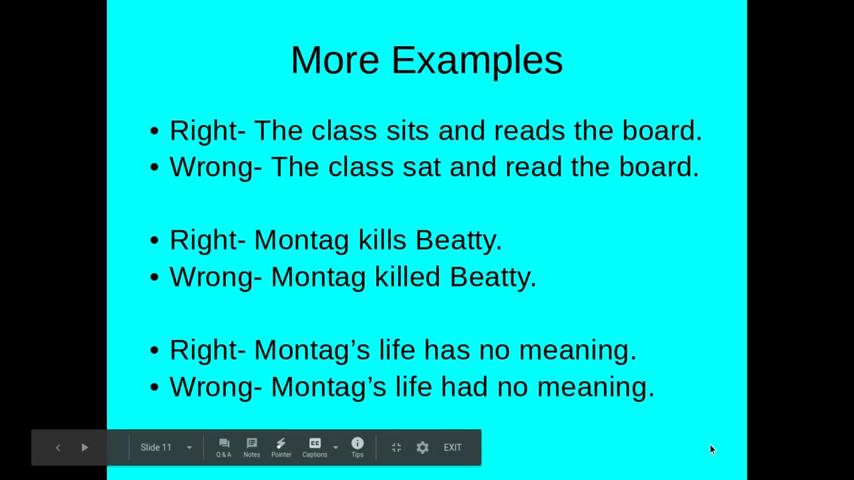 More Examples
• Right- The class sits and reads the board.
• Wrong- The class sat and read the board.
• Right- Montag kills Beatty.
• Wrong- Montag killed Beatty.
• Right- Montag’s life has no meaning.
• Wrong- Montag’s life had no meaning.
Slide 11 Q&A Notes Pointer CC Captions Tips EXIT